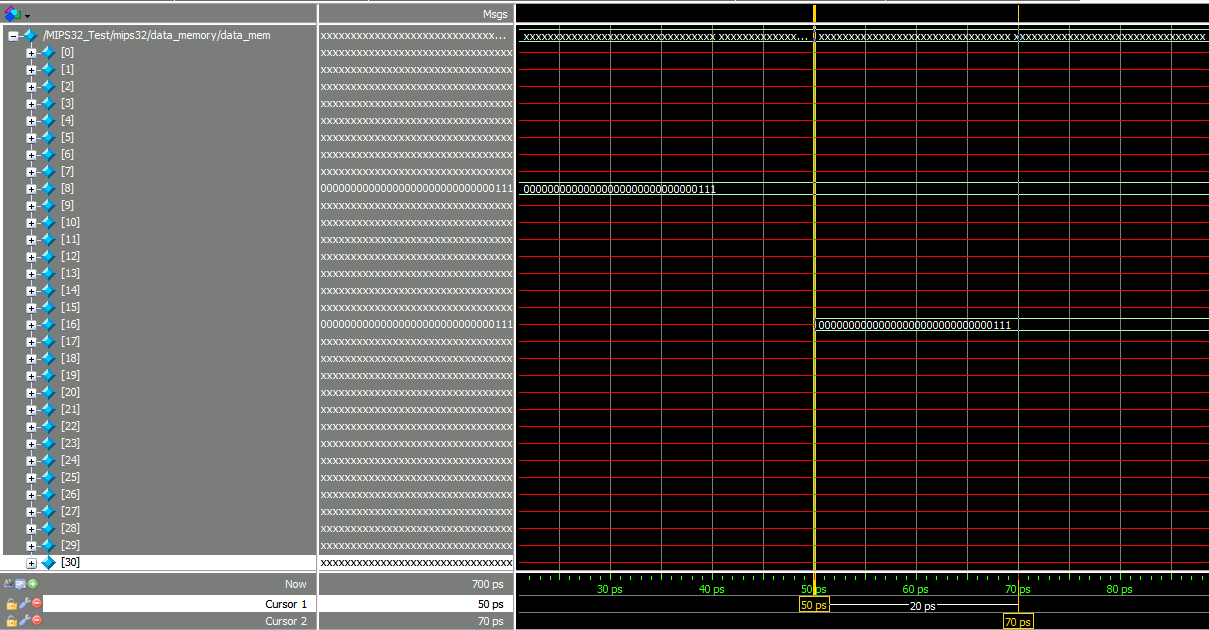 Msgs
/MIPS32_Test/mips32/data_memory/data_mem xxxxxxxxxxxxxxxxxxxxxxxxxxxxxxxx... xxxxxxxxxxxxxxxxxxxxxxxxxxxxxxxx xxxxxxxxxxxxx... xxxxxxxxxxxxxxxxxxxxxxxxxxxxxxxx xxxxxxxxxxxxxxxxxxxxxxxxxxxxxxxx
[0] xxxxxxxxxxxxxxxxxxxxxxxxxxxxxxxx
[1] xxxxxxxxxxxxxxxxxxxxxxxxxxxxxxxx
[2] xxxxxxxxxxxxxxxxxxxxxxxxxxxxxxxx
[3] xxxxxxxxxxxxxxxxxxxxxxxxxxxxxxxx
[4] xxxxxxxxxxxxxxxxxxxxxxxxxxxxxxxx
[5] xxxxxxxxxxxxxxxxxxxxxxxxxxxxxxxx
[6] xxxxxxxxxxxxxxxxxxxxxxxxxxxxxxxx
[7] xxxxxxxxxxxxxxxxxxxxxxxxxxxxxxxx
[8] 00000000000000000000000000000111 00000000000000000000000000000111
[9] xxxxxxxxxxxxxxxxxxxxxxxxxxxxxxxx
[10] xxxxxxxxxxxxxxxxxxxxxxxxxxxxxxxx
[11] xxxxxxxxxxxxxxxxxxxxxxxxxxxxxxxx
[12] xxxxxxxxxxxxxxxxxxxxxxxxxxxxxxxx
[13] xxxxxxxxxxxxxxxxxxxxxxxxxxxxxxxx
[14] xxxxxxxxxxxxxxxxxxxxxxxxxxxxxxxx
[15] xxxxxxxxxxxxxxxxxxxxxxxxxxxxxxxx
[16] 00000000000000000000000000000111 00000000000000000000000000000111
[17] xxxxxxxxxxxxxxxxxxxxxxxxxxxxxxxx
[18] xxxxxxxxxxxxxxxxxxxxxxxxxxxxxxxx
[19] xxxxxxxxxxxxxxxxxxxxxxxxxxxxxxxx
[20] xxxxxxxxxxxxxxxxxxxxxxxxxxxxxxxx
[21] xxxxxxxxxxxxxxxxxxxxxxxxxxxxxxxx
[22] xxxxxxxxxxxxxxxxxxxxxxxxxxxxxxxx
[23] xxxxxxxxxxxxxxxxxxxxxxxxxxxxxxxx
[24] xxxxxxxxxxxxxxxxxxxxxxxxxxxxxxxx
[25] xxxxxxxxxxxxxxxxxxxxxxxxxxxxxxxx
[26] xxxxxxxxxxxxxxxxxxxxxxxxxxxxxxxx
[27] xxxxxxxxxxxxxxxxxxxxxxxxxxxxxxxx
[28] xxxxxxxxxxxxxxxxxxxxxxxxxxxxxxxx
[29] xxxxxxxxxxxxxxxxxxxxxxxxxxxxxxxx
[30] xxxxxxxxxxxxxxxxxxxxxxxxxxxxxxxx
Now 700 ps 30 ps 40 ps 50 ps 60 ps 70 ps 80 ps
Cursor 1 50 ps 50 ps 20 ps
Cursor 2 70 ps 70 ps